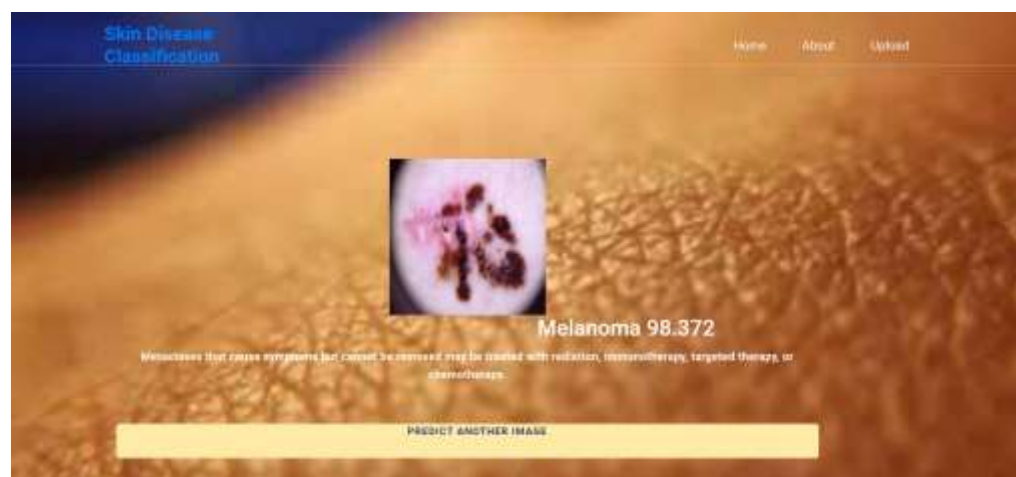 Skin Disease
Classification
Home About Upload
Melanoma 98.372
Metastases that cause symptoms but cannot be removed may be treated with radiation, immunotherapy, targeted therapy, or
chemotherapy.
PREDICT ANOTHER IMAGE